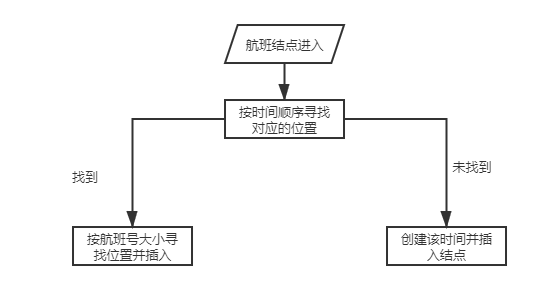 航班结点进入
按时间顺序寻找
对应的位置
找到
未找到
按航班号大小寻
找位置并插入
创建该时间并插
入结点